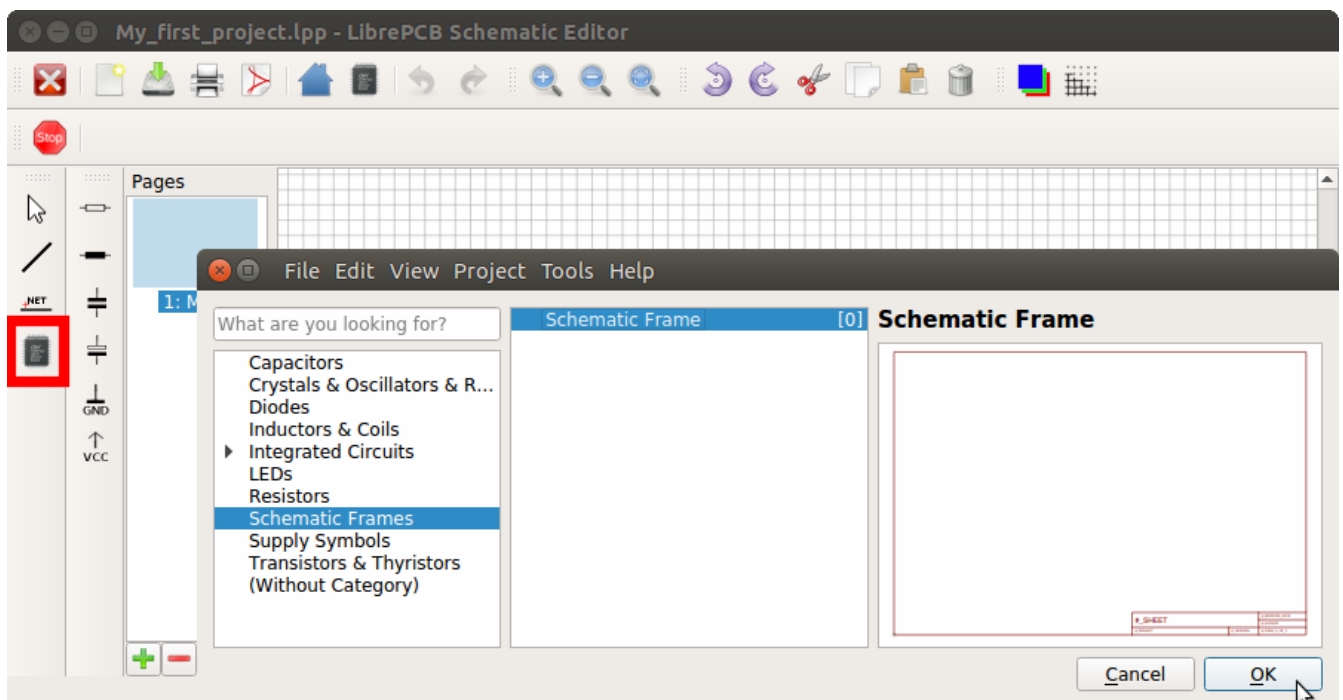 My_first_project.lpp - LibrePCB Schematic Editor
Stop
Pages
NET
GND
VCC
1: M
File Edit View Project Tools Help
What are you looking for?
Capacitors
Crystals & Oscillators & R...
Diodes
Inductors & Coils
Integrated Circuits
LEDs
Resistors
Schematic Frames
Supply Symbols
Transistors & Thyristors
(Without Category)
Schematic Frame [0]
Schematic Frame
#_SHEET
Cancel OK